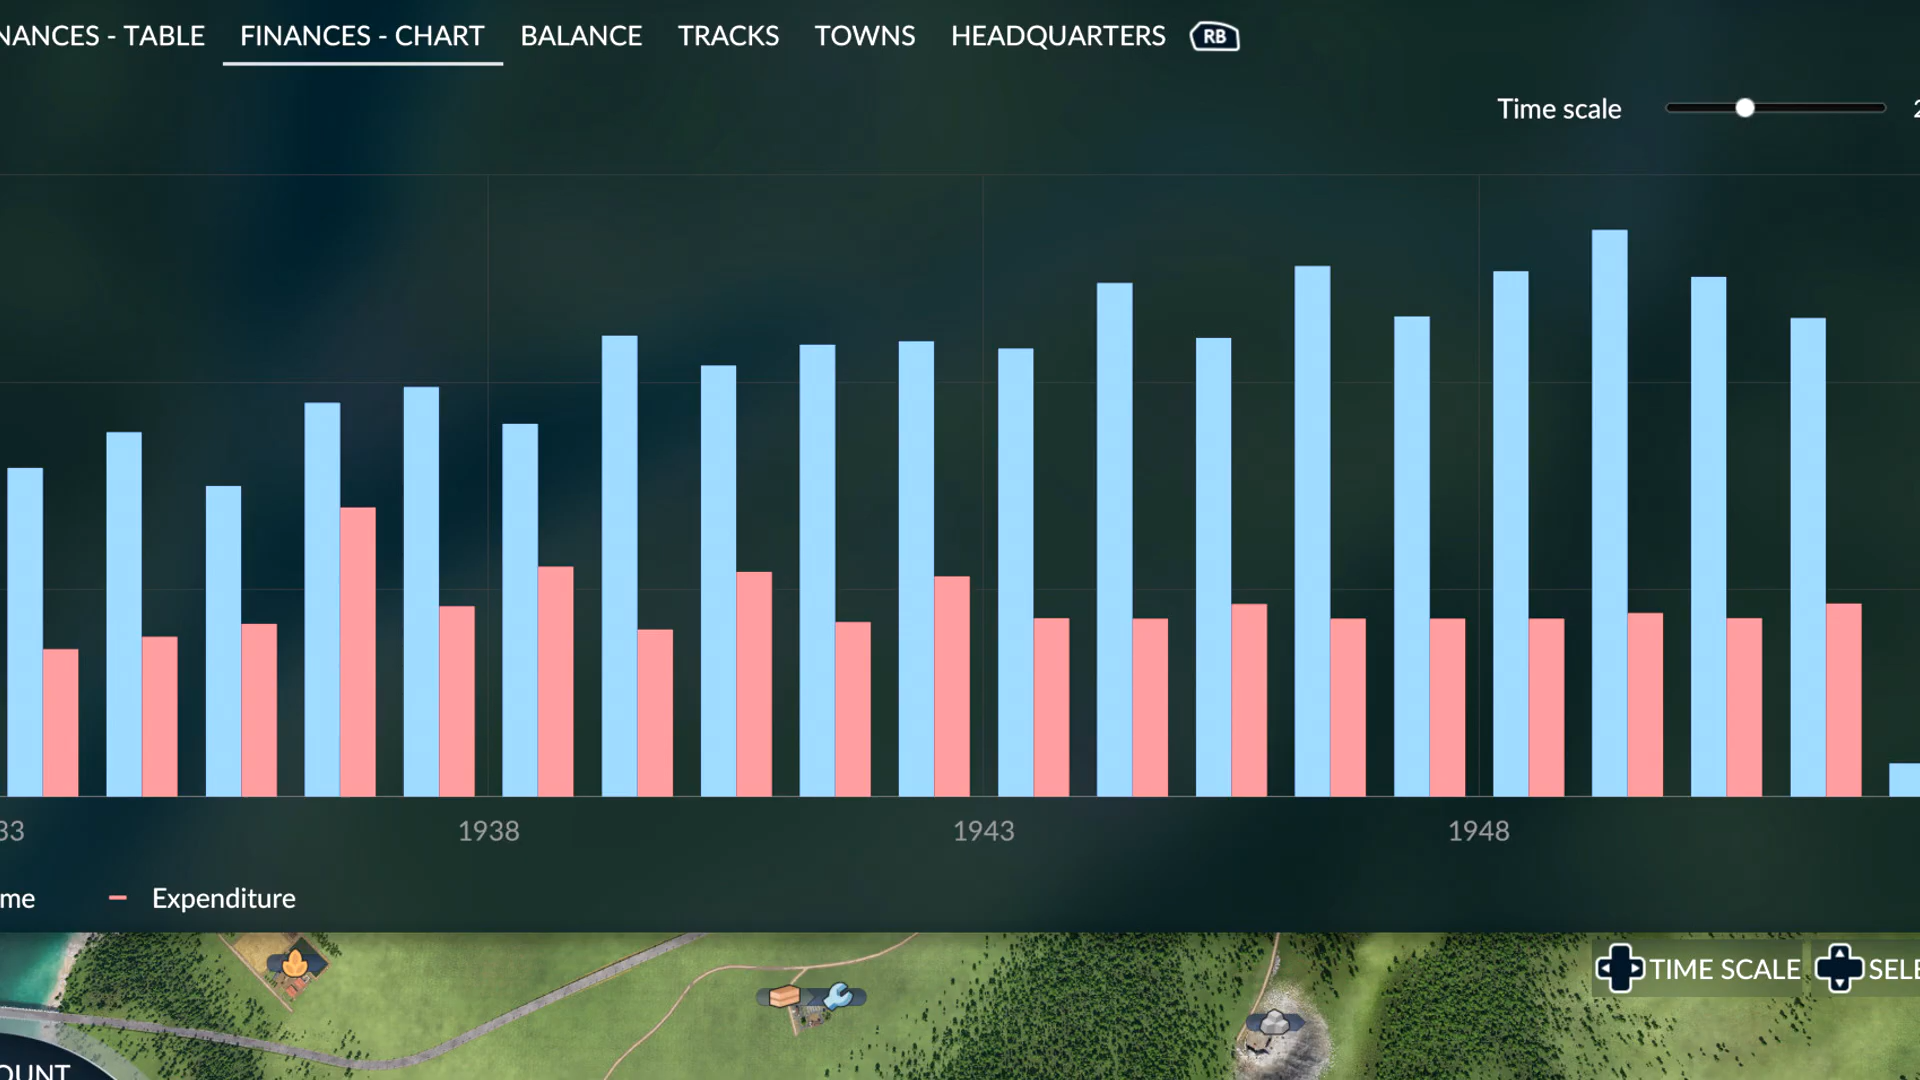 NANCES - TABLE FINANCES - CHART BALANCE TRACKS TOWNS HEADQUARTERS RB
Time scale 2
33 1938 1943 1948
me Expenditure
TIME SCALE SELE
OUNT